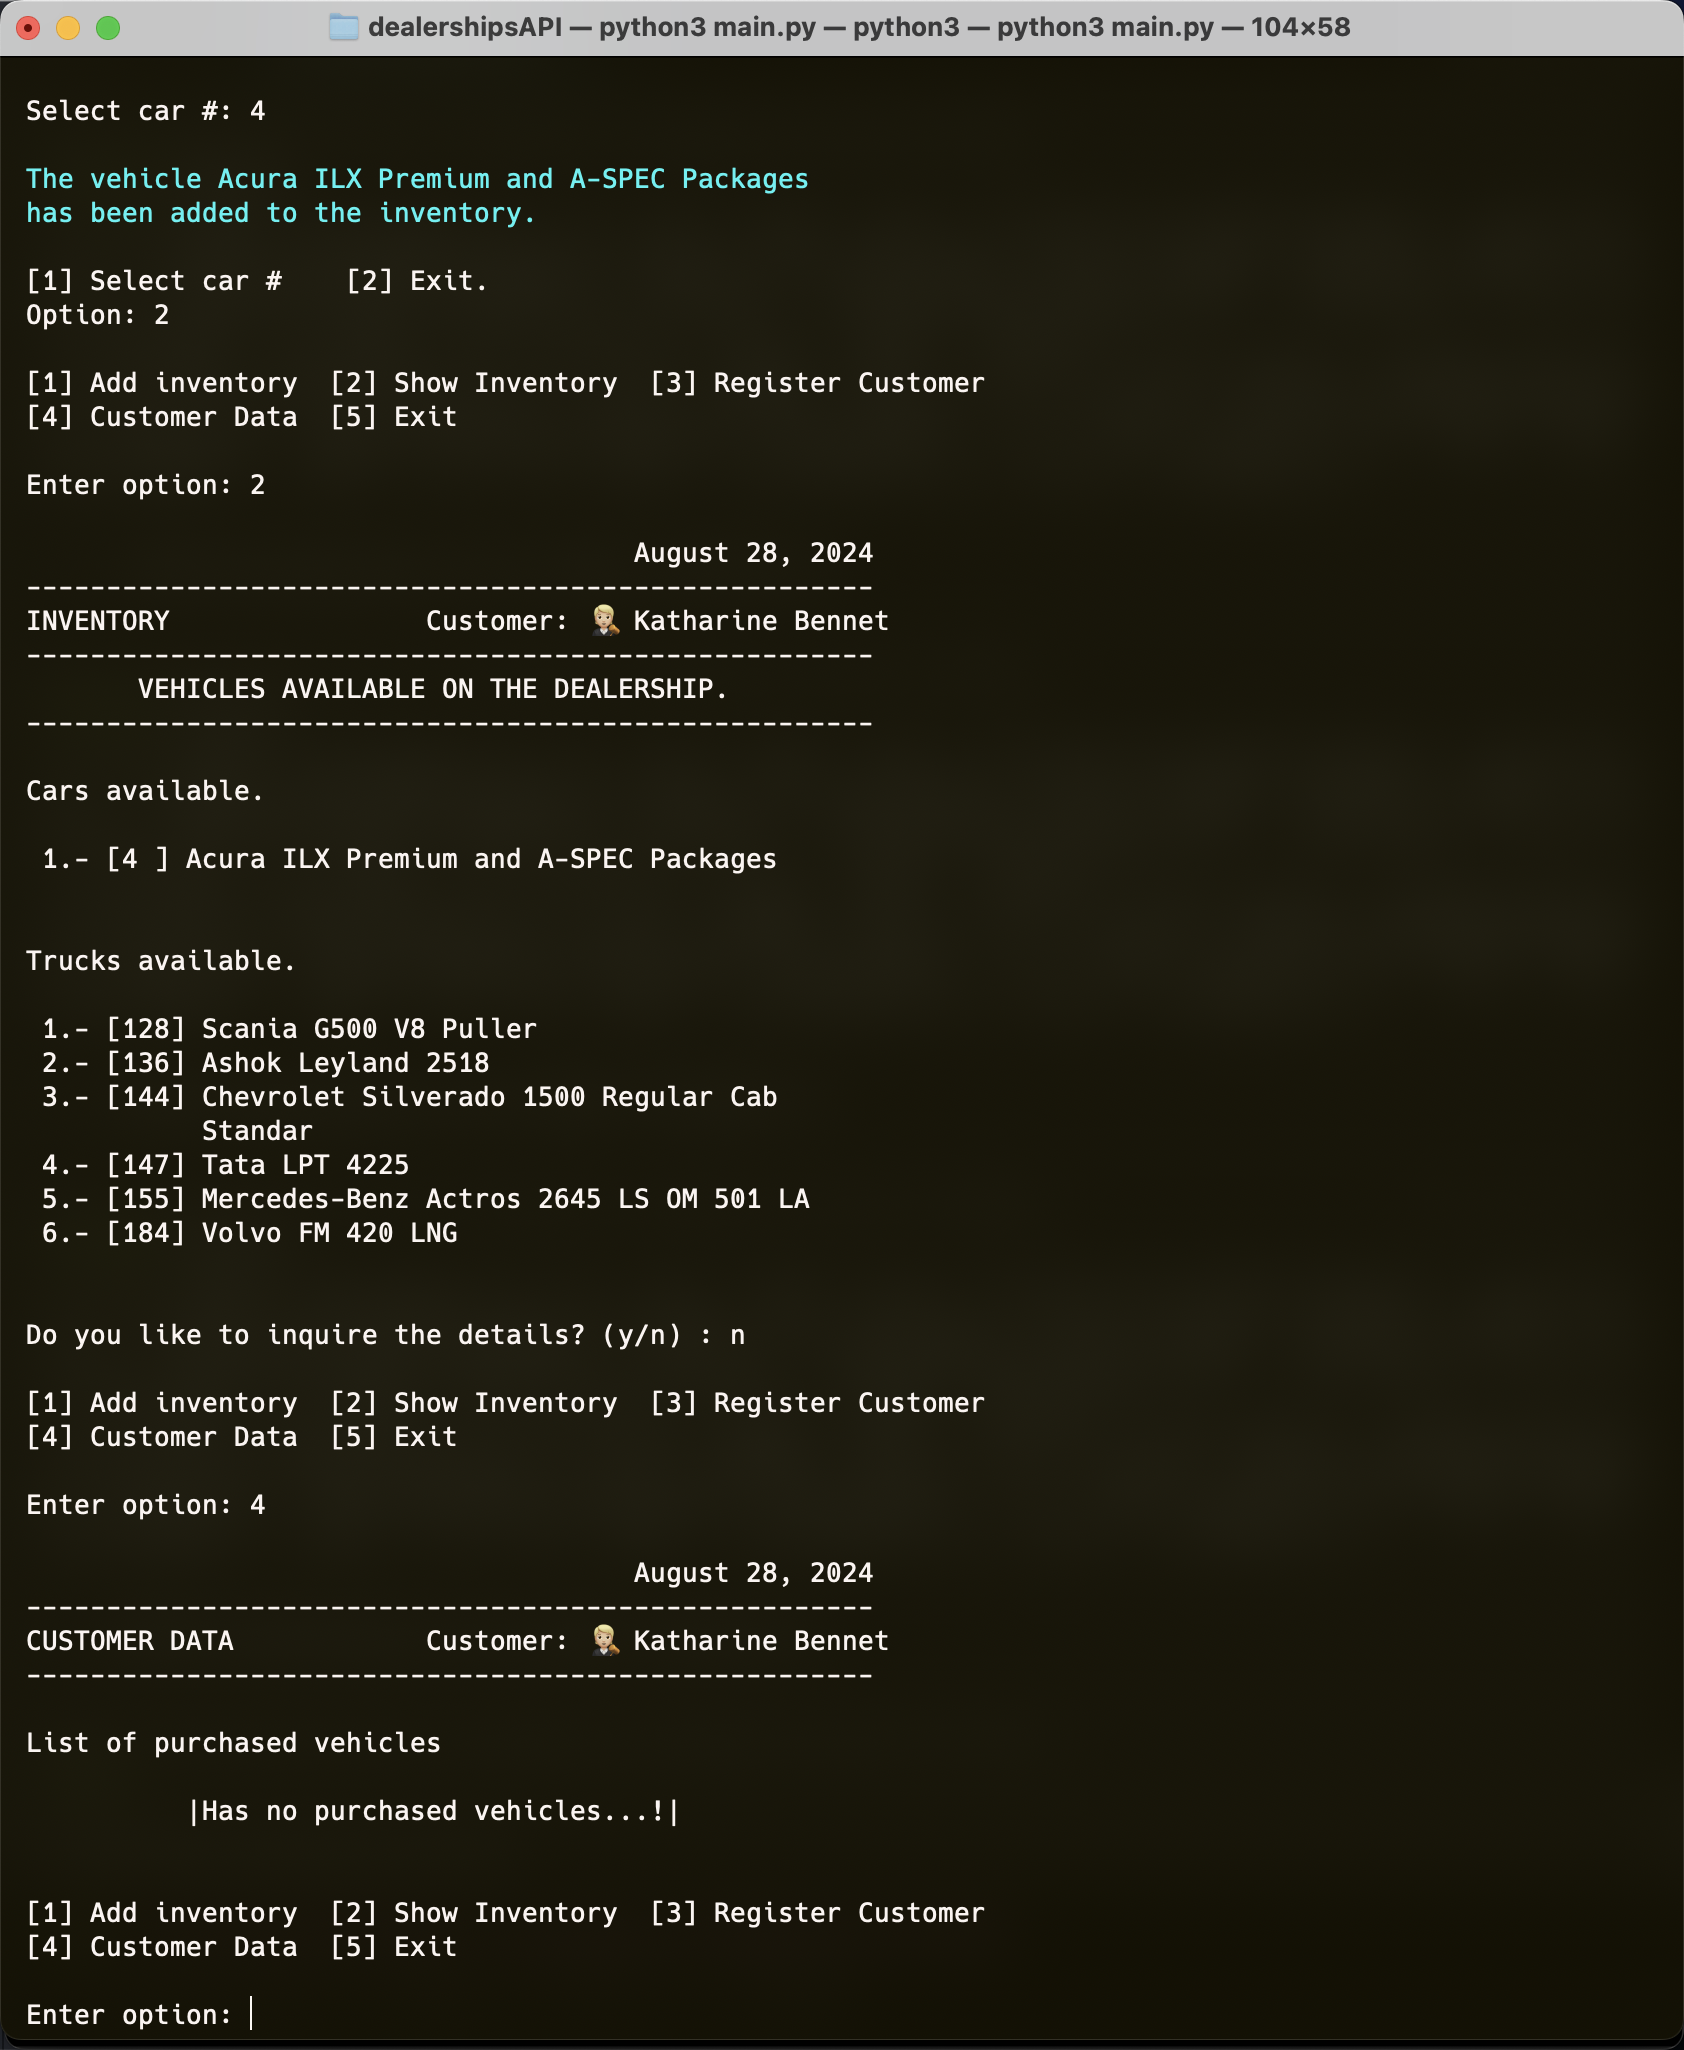 dealershipsAPI — python3 main.py — python3 — python3 main.py — 104×58
Select car #: 4
The vehicle Acura ILX Premium and A-SPEC Packages
has been added to the inventory.
[1] Select car #    [2] Exit.
Option: 2
[1] Add inventory  [2] Show Inventory  [3] Register Customer
[4] Customer Data  [5] Exit
Enter option: 2
August 28, 2024
-----------------------------------------------------
INVENTORY                Customer: 🤵🏼 Katharine Bennet
-----------------------------------------------------
VEHICLES AVAILABLE ON THE DEALERSHIP.
-----------------------------------------------------
Cars available.
1.- [4 ] Acura ILX Premium and A-SPEC Packages
Trucks available.
1.- [128] Scania G500 V8 Puller
2.- [136] Ashok Leyland 2518
3.- [144] Chevrolet Silverado 1500 Regular Cab
Standar
4.- [147] Tata LPT 4225
5.- [155] Mercedes-Benz Actros 2645 LS OM 501 LA
6.- [184] Volvo FM 420 LNG
Do you like to inquire the details? (y/n) : n
[1] Add inventory  [2] Show Inventory  [3] Register Customer
[4] Customer Data  [5] Exit
Enter option: 4
August 28, 2024
-----------------------------------------------------
CUSTOMER DATA            Customer: 🤵🏼 Katharine Bennet
-----------------------------------------------------
List of purchased vehicles
|Has no purchased vehicles...!|
[1] Add inventory  [2] Show Inventory  [3] Register Customer
[4] Customer Data  [5] Exit
Enter option: